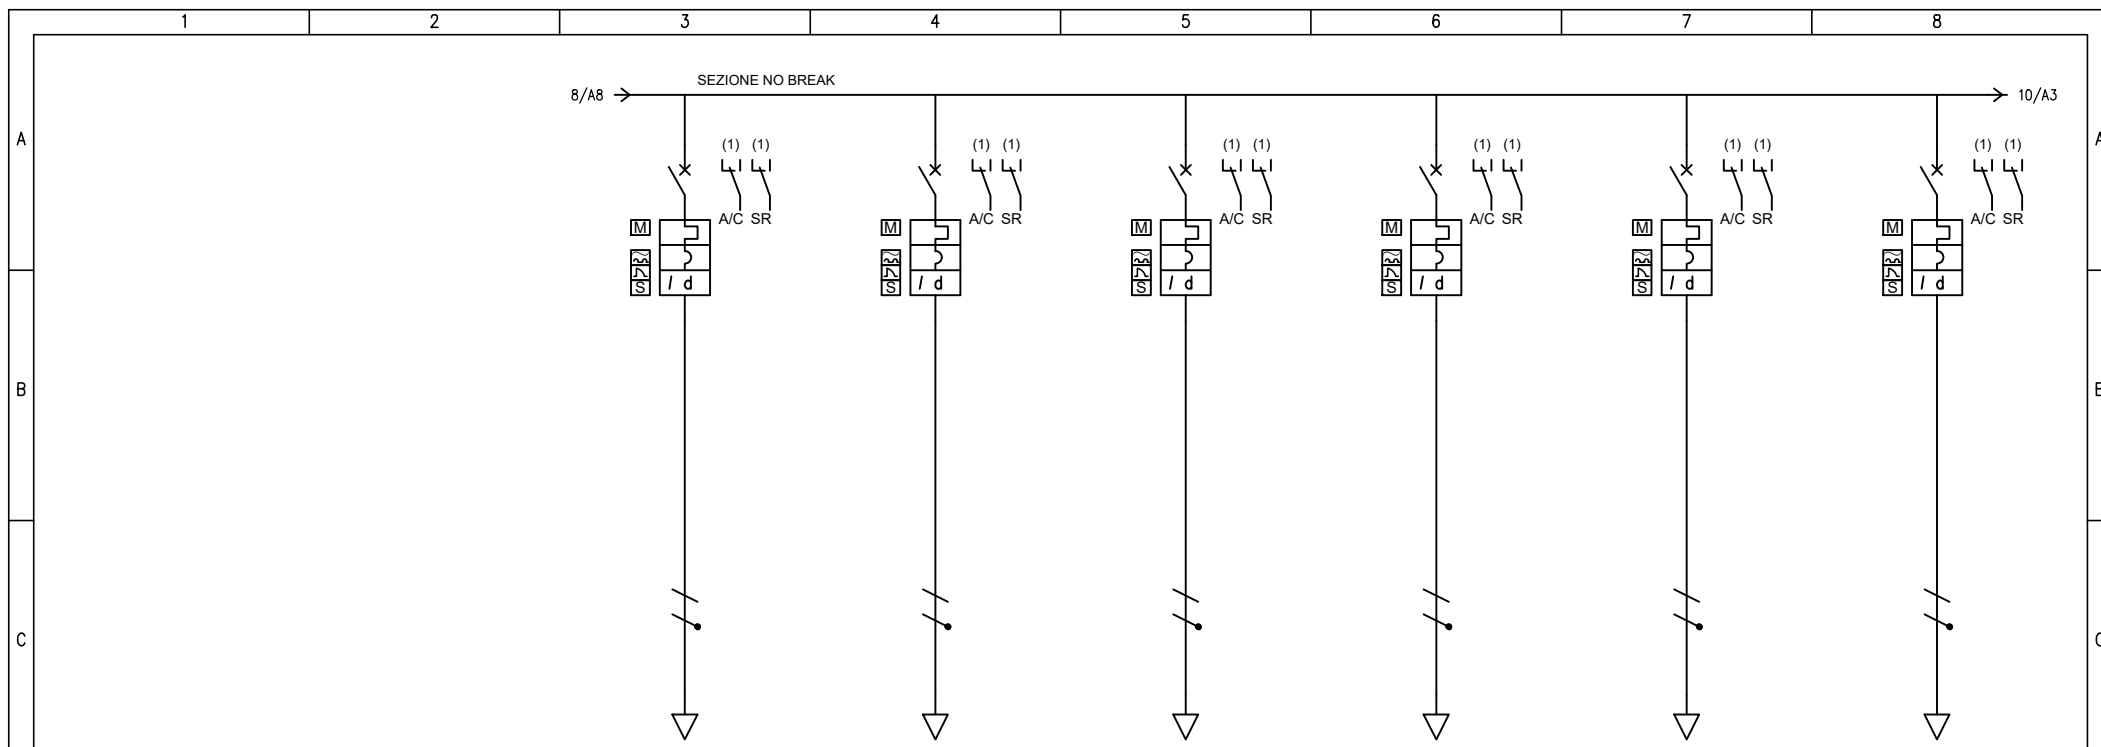 1 2 3 4 5 6 7 8
SEZIONE NO BREAK
8/A8 10/A3
A A
(1) (1) (1) (1) (1) (1) (1) (1) (1) (1) (1) (1)
A/C SR A/C SR A/C SR A/C SR A/C SR A/C SR
M M M M M M
S I d S I d S I d S I d S I d S I d
B B
C C